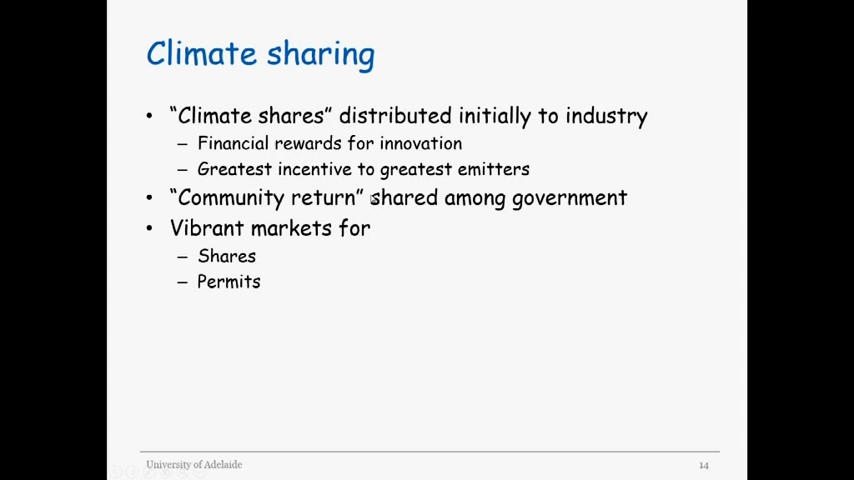 Climate sharing
• “Climate shares” distributed initially to industry
– Financial rewards for innovation
– Greatest incentive to greatest emitters
• “Community return” shared among government
• Vibrant markets for
– Shares
– Permits
University of Adelaide
14